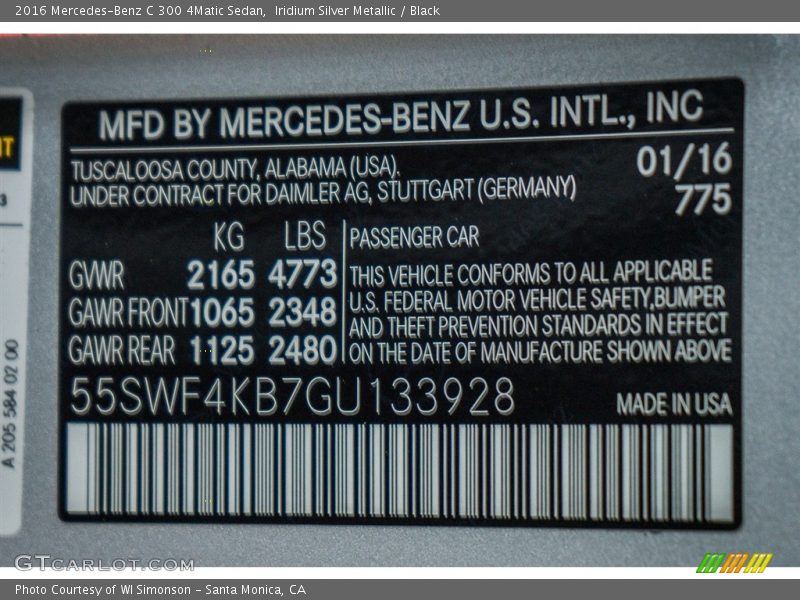 2016 Mercedes-Benz C 300 4Matic Sedan, Iridium Silver Metallic / Black
MFD BY MERCEDES-BENZ U.S. INTL., INC
TUSCALOOSA COUNTY, ALABAMA (USA). 01/16
UNDER CONTRACT FOR DAIMLER AG, STUTTGART (GERMANY) 775
KG LBS
GVWR 2165 4773
GAWR FRONT 1065 2348
GAWR REAR 1125 2480
PASSENGER CAR
THIS VEHICLE CONFORMS TO ALL APPLICABLE
U.S. FEDERAL MOTOR VEHICLE SAFETY,BUMPER
AND THEFT PREVENTION STANDARDS IN EFFECT
ON THE DATE OF MANUFACTURE SHOWN ABOVE
55SWF4KB7GU133928 MADE IN USA
A 205 584 02 00
GTCARLOT.COM
Photo Courtesy of WI Simonson - Santa Monica, CA